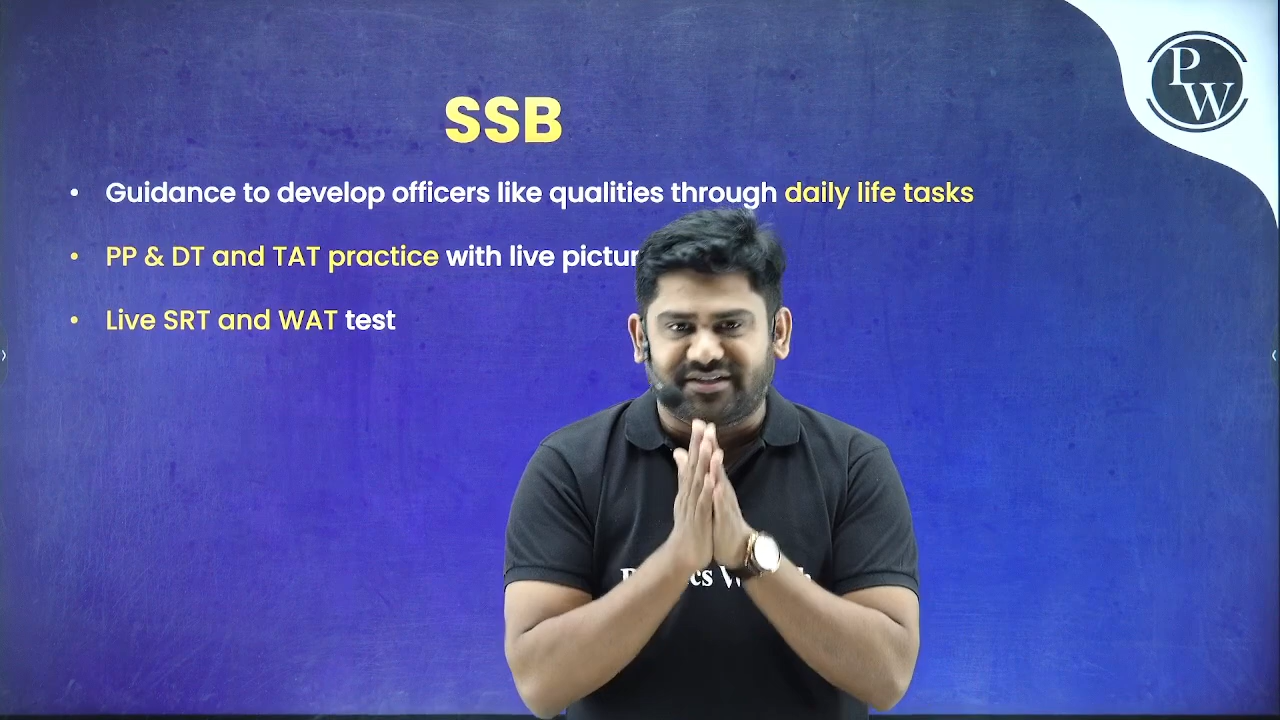 P
W
SSB
• Guidance to develop officers like qualities through daily life tasks
• PP & DT and TAT practice with live
• Live SRT and WAT test